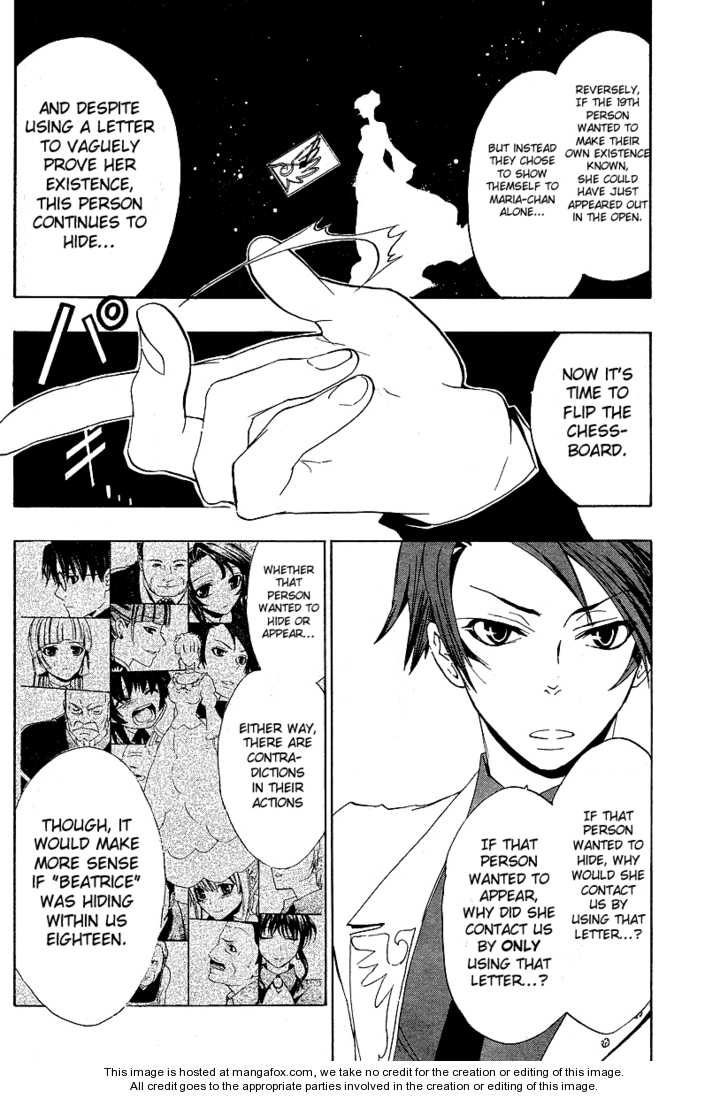 REVERSELY,
IF THE 19TH
PERSON
WANTED TO
MAKE THEIR
OWN EXISTENCE
KNOWN,
SHE COULD
HAVE JUST
APPEARED OUT
IN THE OPEN.
BUT INSTEAD
THEY CHOSE
TO SHOW
THEMSELF TO
MARIA-CHAN
ALONE...
AND DESPITE
USING A LETTER
TO VAGUELY
PROVE HER
EXISTENCE,
THIS PERSON
CONTINUES TO
HIDE...
パ
NOW IT'S
TIME TO
FLIP THE
CHESS-
BOARD.
IF THAT
PERSON
WANTED TO
HIDE, WHY
WOULD SHE
CONTACT
US BY
USING THAT
LETTER...?
IF THAT
PERSON
WANTED TO
APPEAR,
WHY DID SHE
CONTACT US
BY ONLY
USING THAT
LETTER...?
WHETHER
THAT
PERSON
WANTED TO
HIDE OR
APPEAR...
EITHER WAY,
THERE ARE
CONTRA-
DICTIONS
IN THEIR
ACTIONS
THOUGH, IT
WOULD MAKE
MORE SENSE
IF "BEATRICE"
WAS HIDING
WITHIN US
EIGHTEEN.
This image is hosted at mangafox.com, we take no credit for the creation or editing of this image.
All credit goes to the appropriate parties involved in the creation or editing of this image.